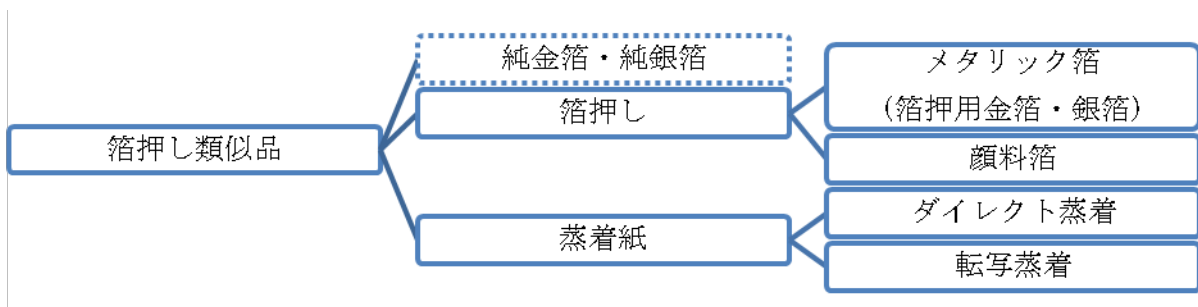 箔押し類似品
純金箔・純銀箔
箔押し
メタリック箔
(箔押用金箔・銀箔)
顔料箔
蒸着紙
ダイレクト蒸着
転写蒸着